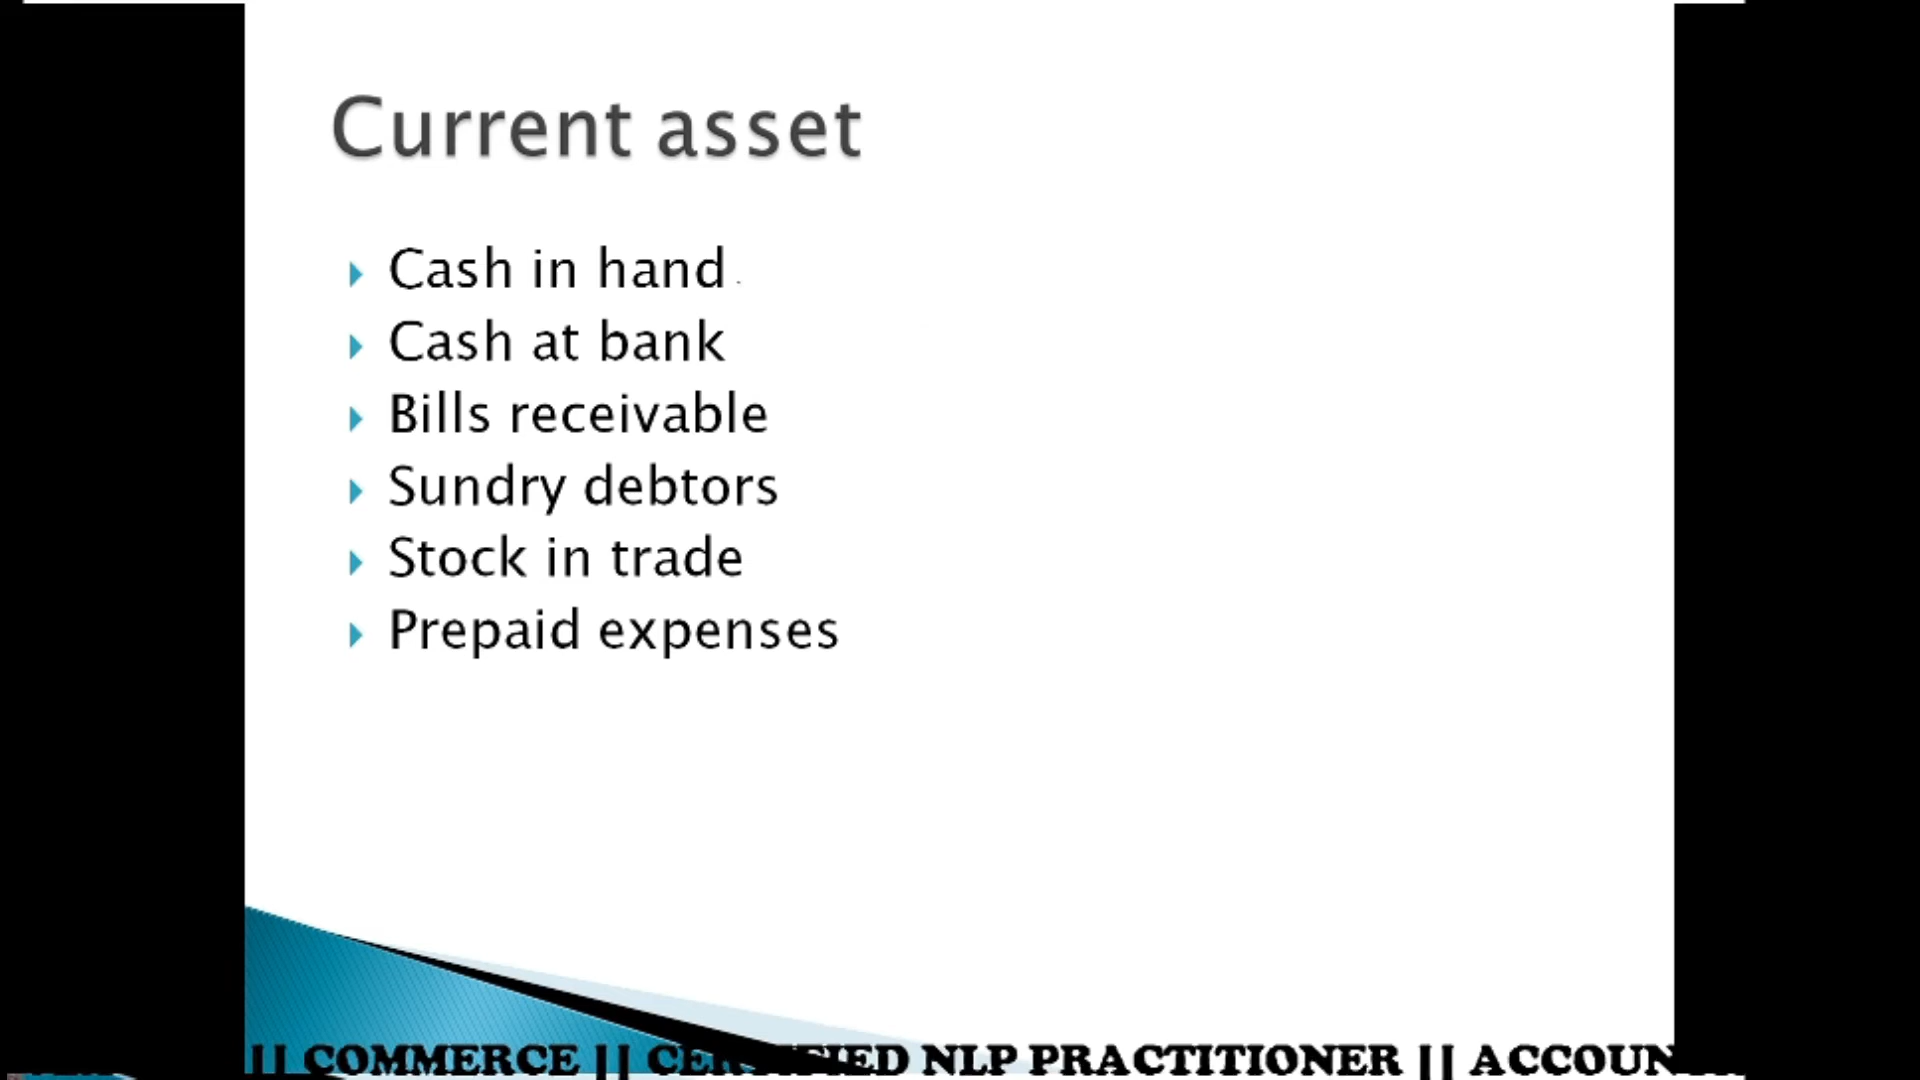 Current asset
Cash in hand
Cash at bank
Bills receivable
Sundry debtors
Stock in trade
Prepaid expenses
|| COMMERCE || CERTIFIED NLP PRACTITIONER ||